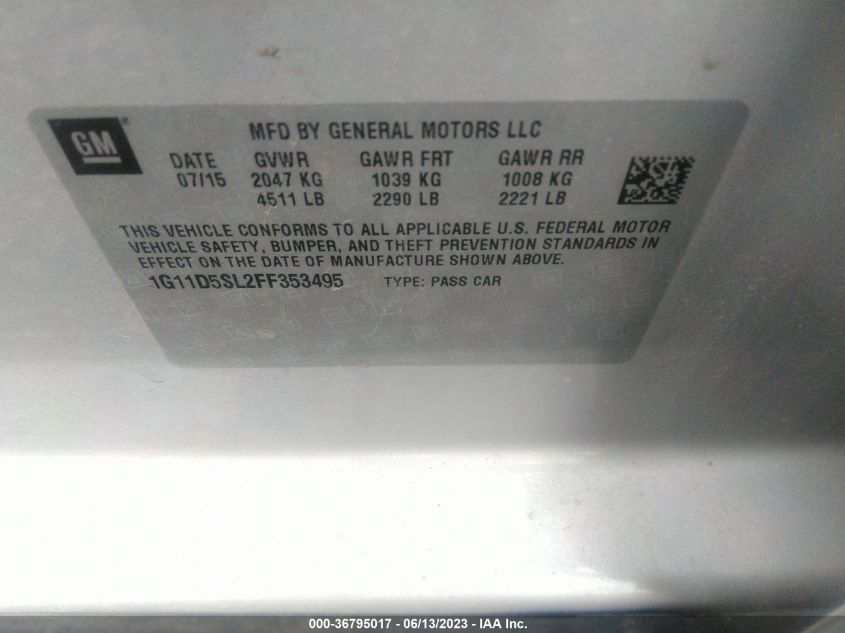 GM®
MFD BY GENERAL MOTORS LLC
DATE GVWR GAWR FRT GAWR RR
07/15 2047 KG 1039 KG 1008 KG
4511 LB 2290 LB 2221 LB
THIS VEHICLE CONFORMS TO ALL APPLICABLE U.S. FEDERAL MOTOR
VEHICLE SAFETY, BUMPER, AND THEFT PREVENTION STANDARDS IN
EFFECT ON THE DATE OF MANUFACTURE SHOWN ABOVE.
1G11D5SL2FF353495 TYPE: PASS CAR
000-36795017 - 06/13/2023 - IAA Inc.